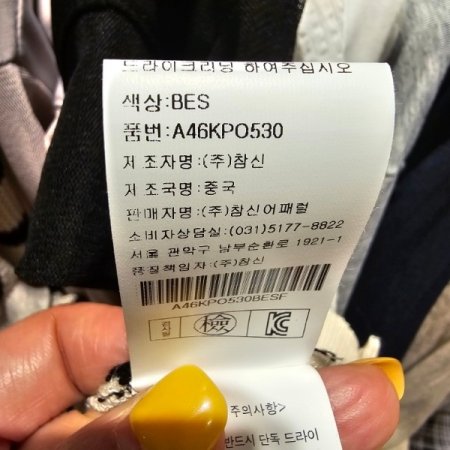 드라이크리닝 하여주십시오
색상:BES
품번:A46KPO530
제조자명:(주)참신
제조국명:중국
판매자명:(주)참신어패럴
소비자상담실:(031)5177-8822
서울 관악구 남부순환로 1921-1
품질책임자:(주)참신
A46KPO530BESF
檢
주의사항>
반드시 단독 드라이